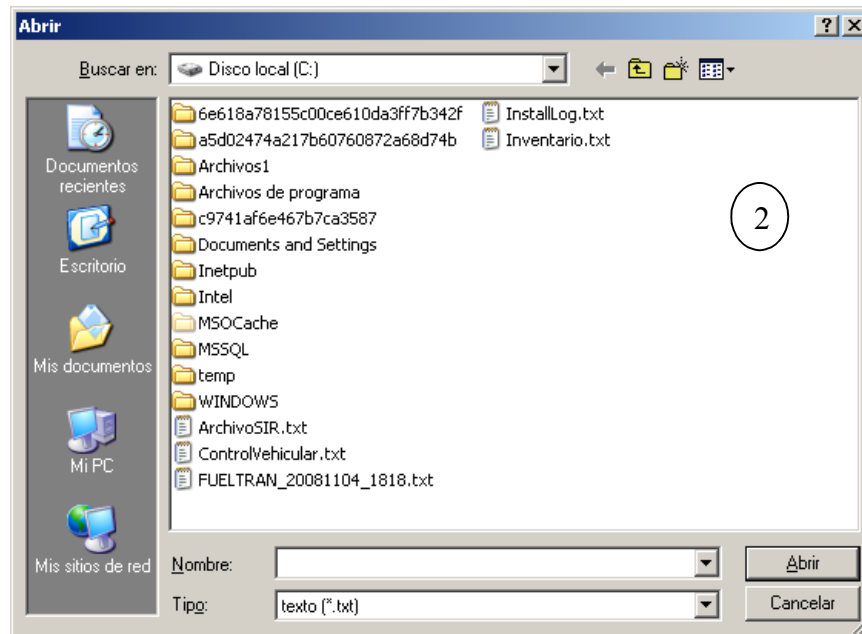 Abrir
Buscar en:
Disco local (C:)
Documentos
recientes
Escritorio
Mis documentos
Mi PC
Mis sitios de red
6e618a78155c00ce610da3ff7b342f
a5d02474a217b60760872a68d74b
Archivos1
Archivos de programa
c9741af6e467b7ca3587
Documents and Settings
Inetpub
Intel
MSOCache
MSSQL
temp
WINDOWS
ArchivoSIR.txt
ControlVehicular.txt
FUELTRAN_20081104_1818.txt
InstallLog.txt
Inventario.txt
2
Nombre:
Abrir
Tipo:
texto (*.txt)
Cancelar